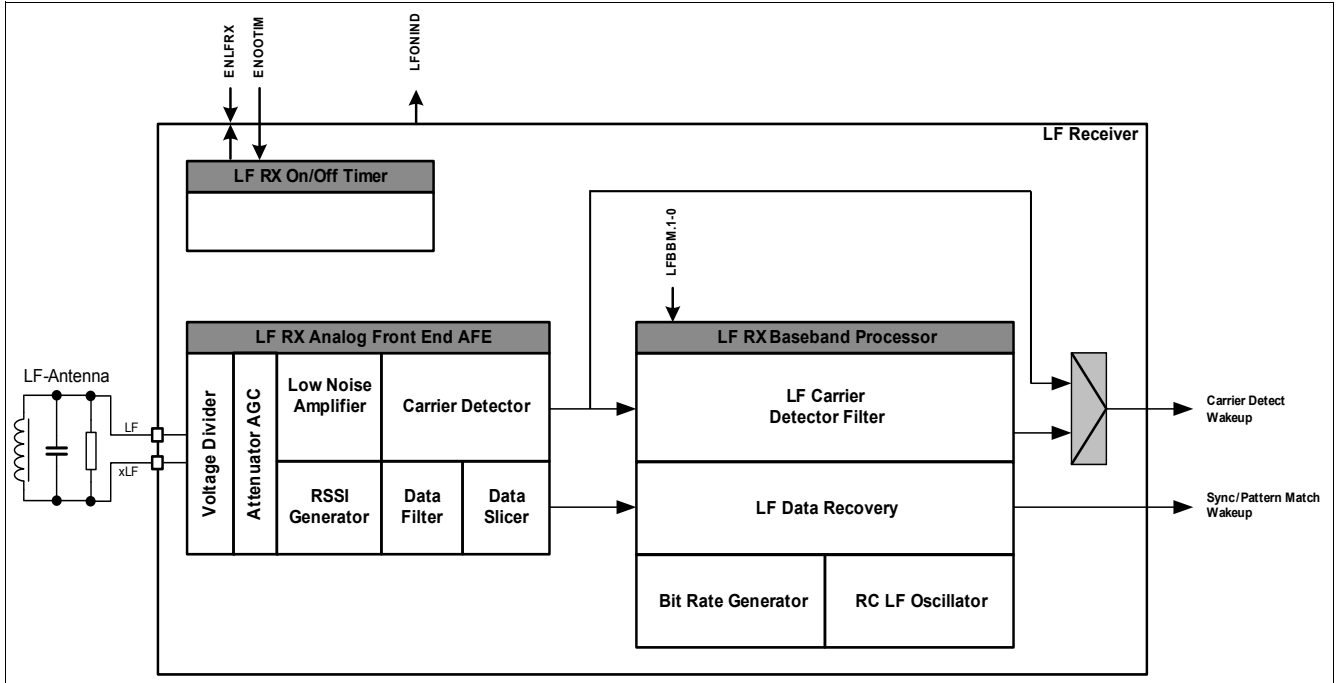 ENLFRX
ENOOTIM
LFONIND
LF Receiver
LF RX On/Off Timer
LFBBM.1-0
LF RX Analog Front End AFE
LF RX Baseband Processor
LF-Antenna
LF
xLF
Voltage Divider
Attenuator AGC
Low Noise
Amplifier
Carrier Detector
RSSI
Generator
Data
Filter
Data
Slicer
LF Carrier
Detector Filter
LF Data Recovery
Bit Rate Generator
RC LF Oscillator
Carrier Detect
Wakeup
Sync/Pattern Match
Wakeup